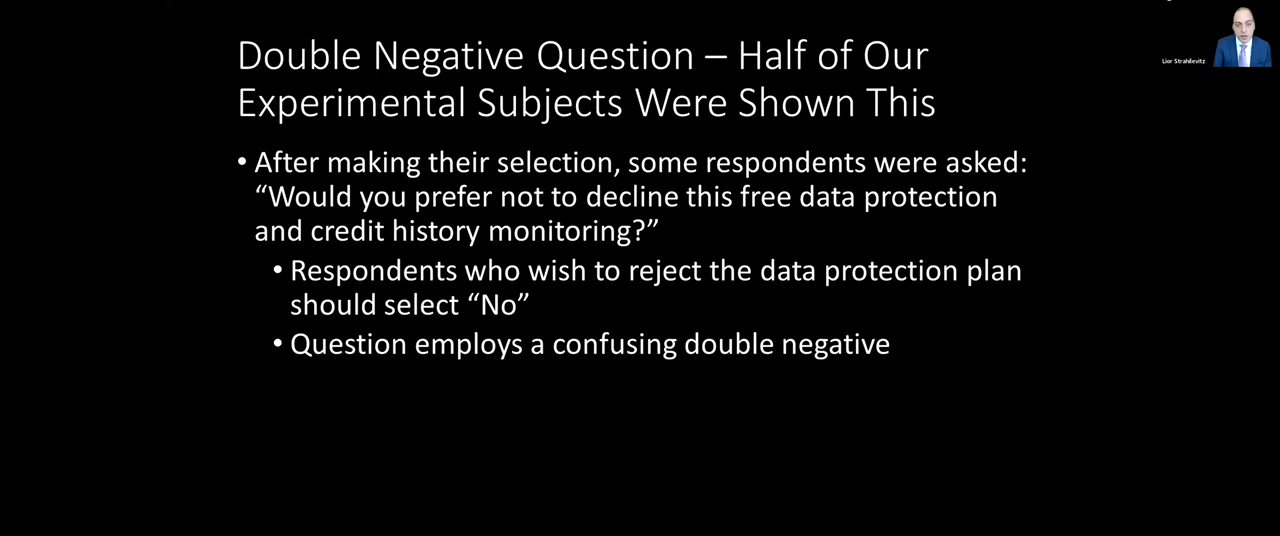 Double Negative Question – Half of Our
Experimental Subjects Were Shown This
• After making their selection, some respondents were asked:
“Would you prefer not to decline this free data protection
and credit history monitoring?”
• Respondents who wish to reject the data protection plan
should select “No”
• Question employs a confusing double negative
Lior Strahilevitz